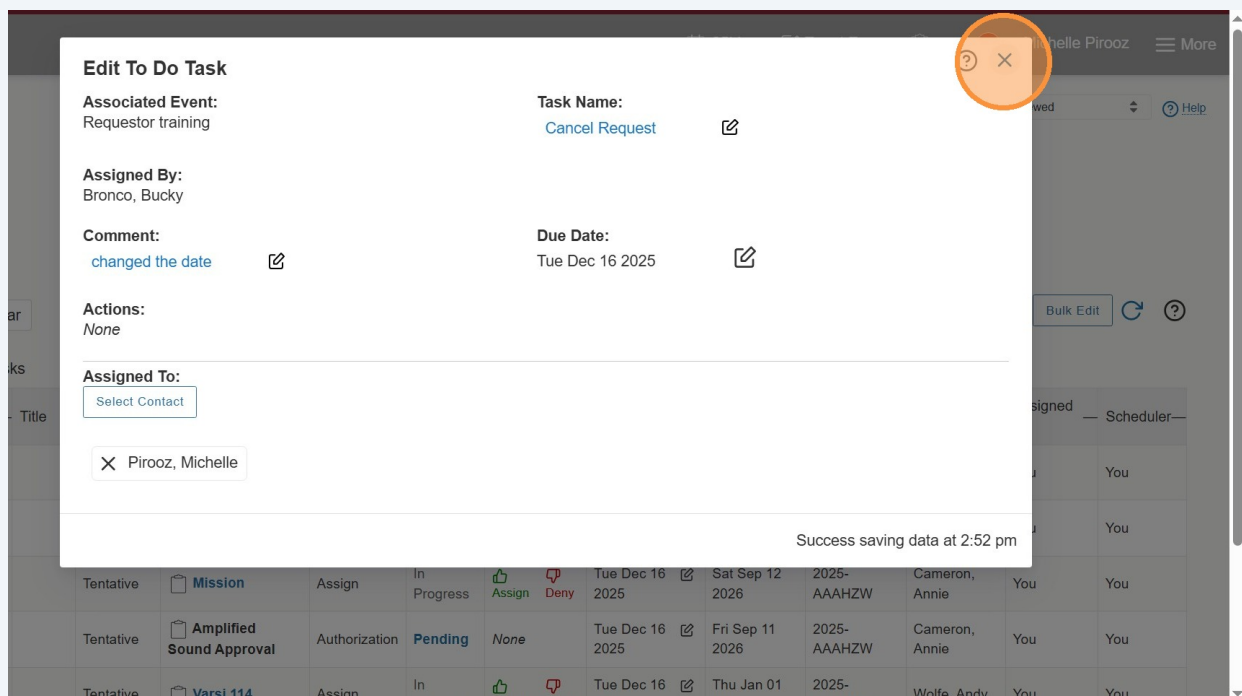 Michelle Pirooz
More
Edit To Do Task
Associated Event:
Requestor training
Task Name:
Cancel Request
wed
Help
Assigned By:
Bronco, Bucky
Comment:
changed the date
Due Date:
Tue Dec 16 2025
Actions:
None
ar
Bulk Edit
ks
Assigned To:
Select Contact
Title
signed
Scheduler
Pirooz, Michelle
You
You
Success saving data at 2:52 pm
Tentative Mission Assign In Progress Assign Deny Tue Dec 16 2025 Sat Sep 12 2026 2025-AAAHZW Cameron, Annie You You
Tentative Amplified Sound Approval Authorization Pending None Tue Dec 16 2025 Fri Sep 11 2026 2025-AAAHZW Cameron, Annie You You
Tentative Varsi 114 Assign In Tue Dec 16 Thu Jan 01 2025- Wolfe, Andy You You